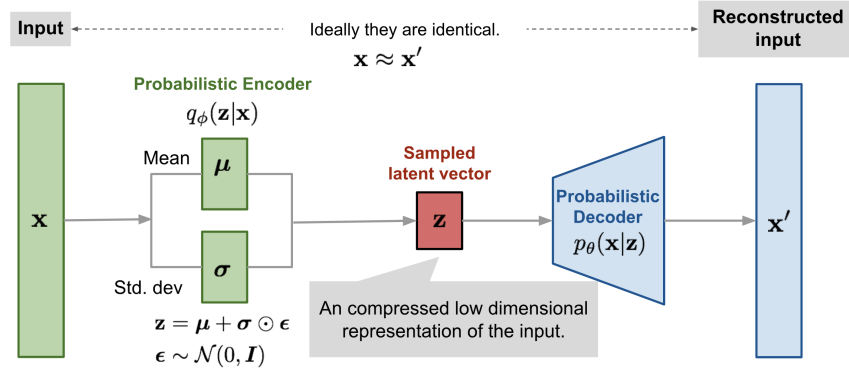 Input
Ideally they are identical.
x ≈ x′
Reconstructed
input
Probabilistic Encoder
qϕ(z|x)
Mean
μ
x
σ
Std. dev
z = μ + σ ⊙ ϵ
ϵ ∼ 𝒩(0, I)
Sampled
latent vector
z
An compressed low dimensional
representation of the input.
Probabilistic
Decoder
pθ(x|z)
x′